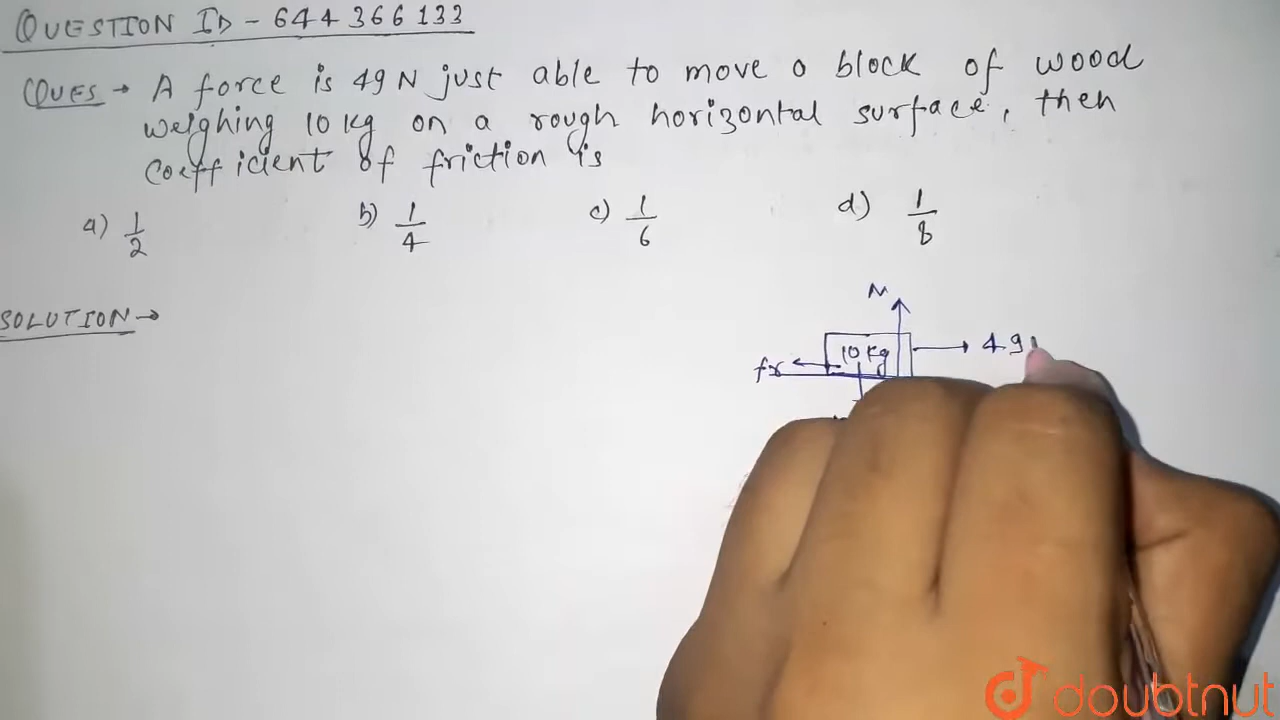 QUESTION ID - 644366133
QUES → A force is 49 N just able to move a block of wood
weighing 10 kg on a rough horizontal surface, then
coefficient of friction is
a) 1/2 b) 1/4 c) 1/6 d) 1/8
SOLUTION →
N
10 kg
49
fr
doubtnut